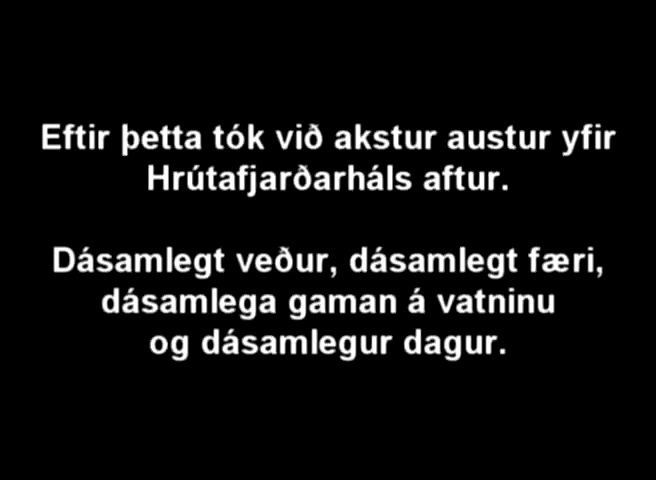 Eftir þetta tók við akstur austur yfir
Hrútafjarðarháls aftur.
Dásamlegt veður, dásamlegt færi,
dásamlega gaman á vatninu
og dásamlegur dagur.